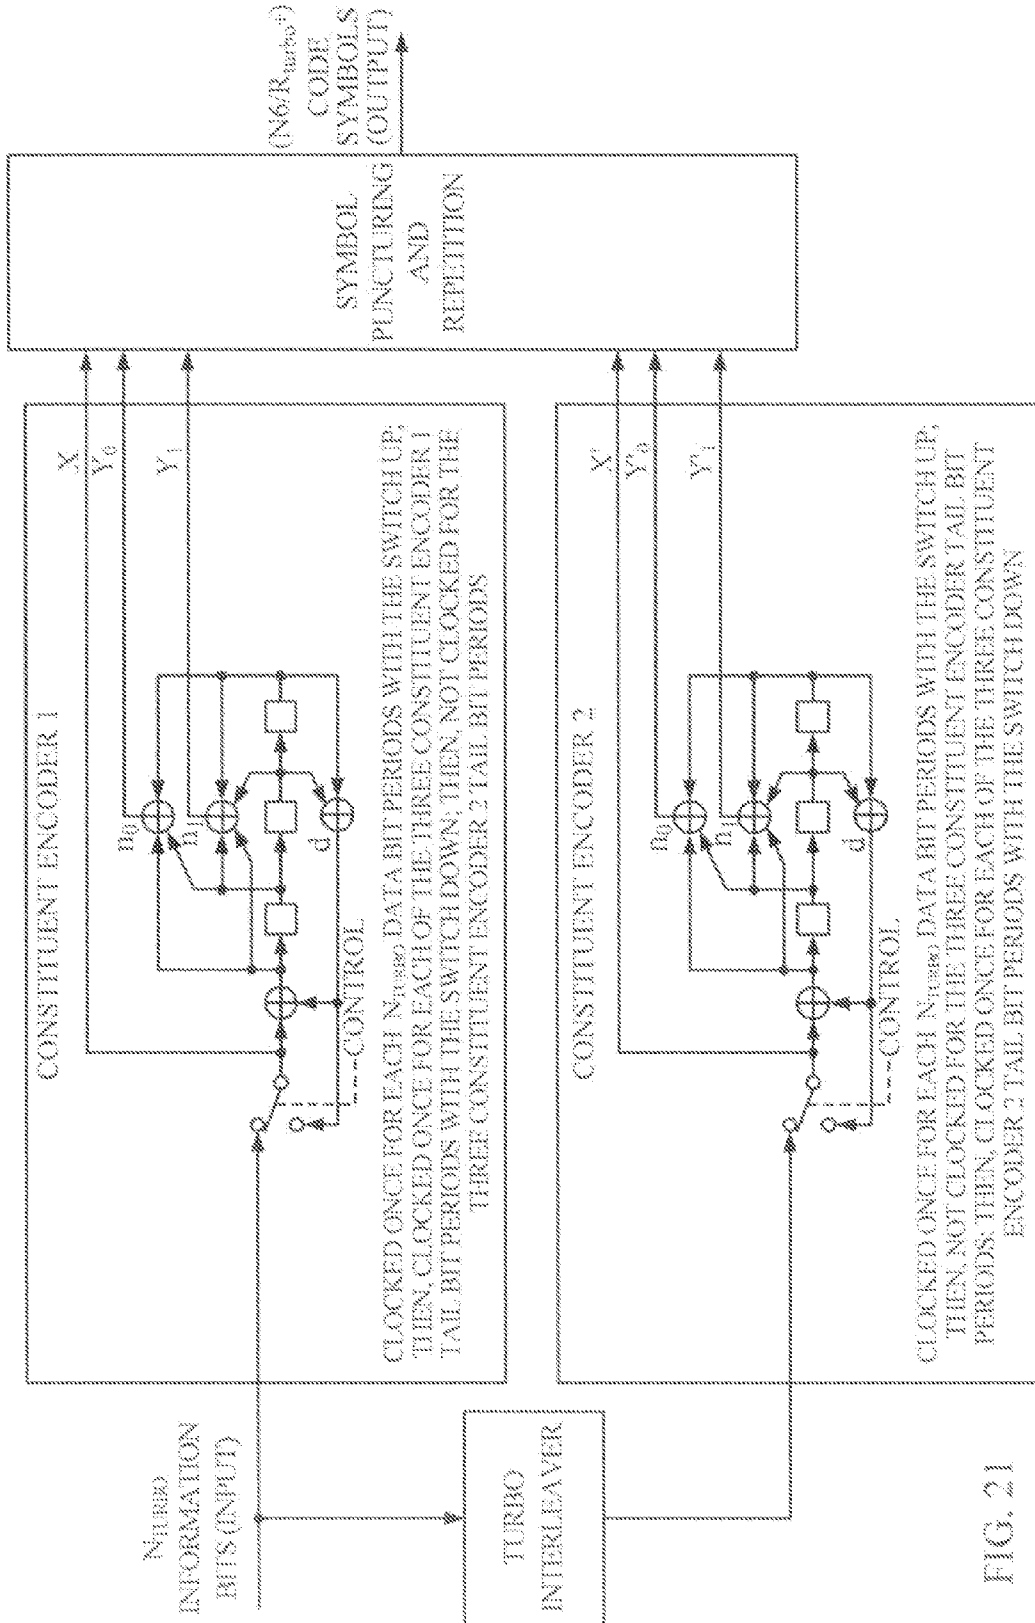 N_TURBO
INFORMATION
BITS (INPUT)
TURBO
INTERLEAVER
CONSTITUENT ENCODER 1
X
Y0
Y1
n0
n1
d
CONTROL
CLOCKED ONCE FOR EACH OF THE N_TURBO DATA BIT PERIODS WITH THE SWITCH UP;
THEN, CLOCKED ONCE FOR EACH OF THE THREE CONSTITUENT ENCODER 1
TAIL BIT PERIODS WITH THE SWITCH DOWN; THEN, NOT CLOCKED FOR THE
THREE CONSTITUENT ENCODER 2 TAIL BIT PERIODS
CONSTITUENT ENCODER 2
X'
Y'0
Y'1
n0
n1
d
CONTROL
CLOCKED ONCE FOR EACH N_TURBO DATA BIT PERIODS WITH THE SWITCH UP;
THEN, NOT CLOCKED FOR THE THREE CONSTITUENT ENCODER TAIL BIT
PERIODS; THEN, CLOCKED ONCE FOR EACH OF THE THREE CONSTITUENT
ENCODER 2 TAIL BIT PERIODS WITH THE SWITCH DOWN
SYMBOL
PUNCTURING
AND
REPETITION
CODE
SYMBOLS
(OUTPUT)
FIG. 21